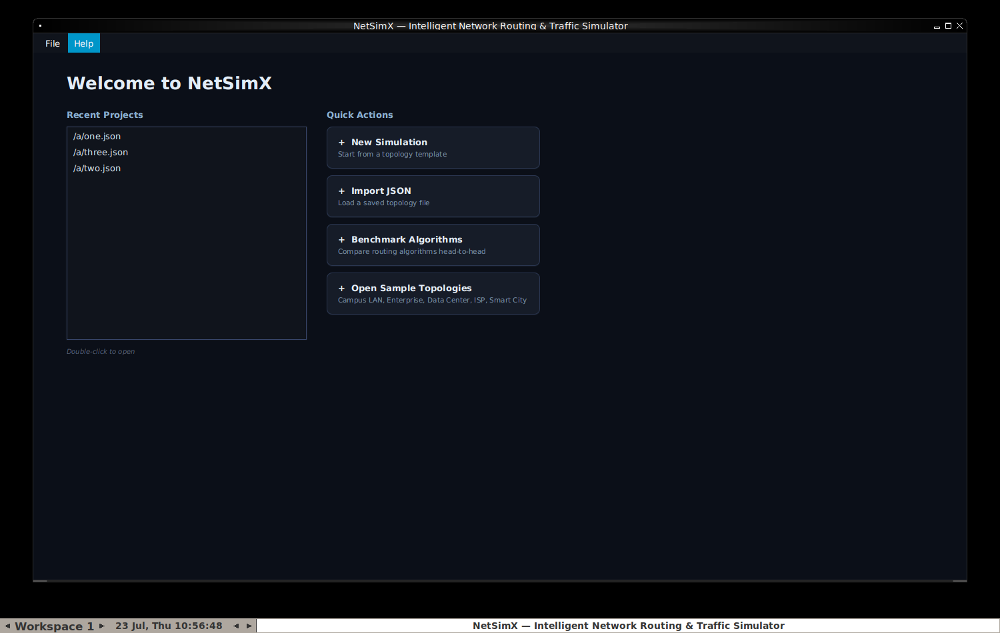 NetSimX — Intelligent Network Routing & Traffic Simulator
File Help
Welcome to NetSimX
Recent Projects
/a/one.json
/a/three.json
/a/two.json
Double-click to open
Quick Actions
+ New Simulation
Start from a topology template
+ Import JSON
Load a saved topology file
+ Benchmark Algorithms
Compare routing algorithms head-to-head
+ Open Sample Topologies
Campus LAN, Enterprise, Data Center, ISP, Smart City
Workspace 1 23 Jul, Thu 10:56:48 NetSimX — Intelligent Network Routing & Traffic Simulator